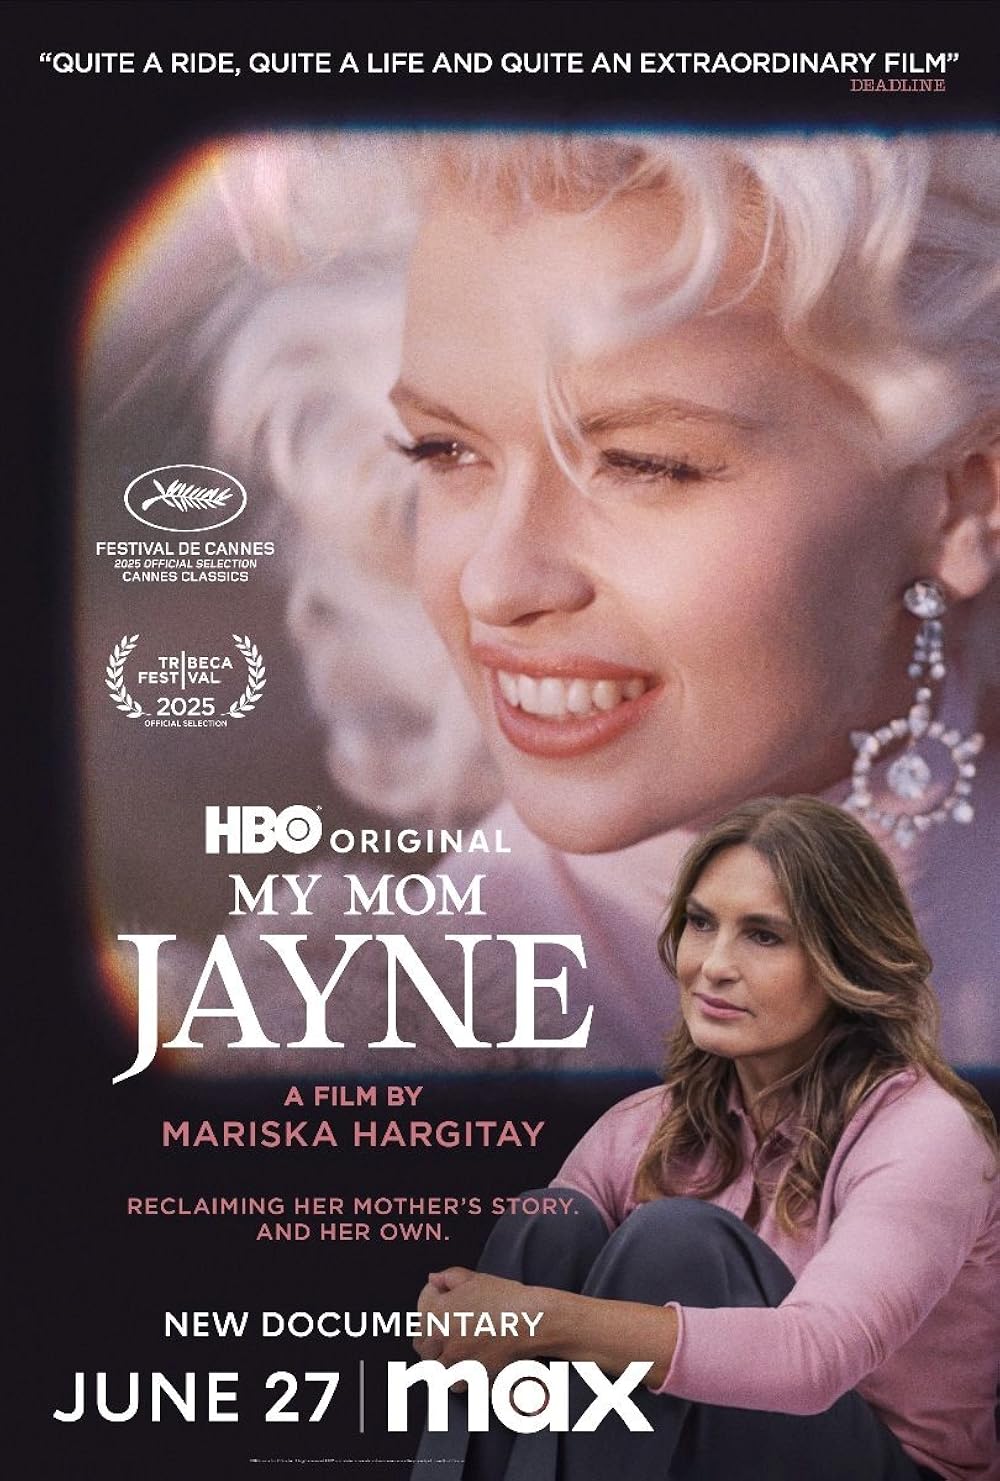 “QUITE A RIDE, QUITE A LIFE AND QUITE AN EXTRAORDINARY FILM”
DEADLINE
FESTIVAL DE CANNES
2025 OFFICIAL SELECTION
CANNES CLASSICS
TRIBECA
FESTIVAL
2025
OFFICIAL SELECTION
HBO® ORIGINAL
MY MOM
JAYNE
A FILM BY
MARISKA HARGITAY
RECLAIMING HER MOTHER’S STORY.
AND HER OWN.
NEW DOCUMENTARY
JUNE 27 | max